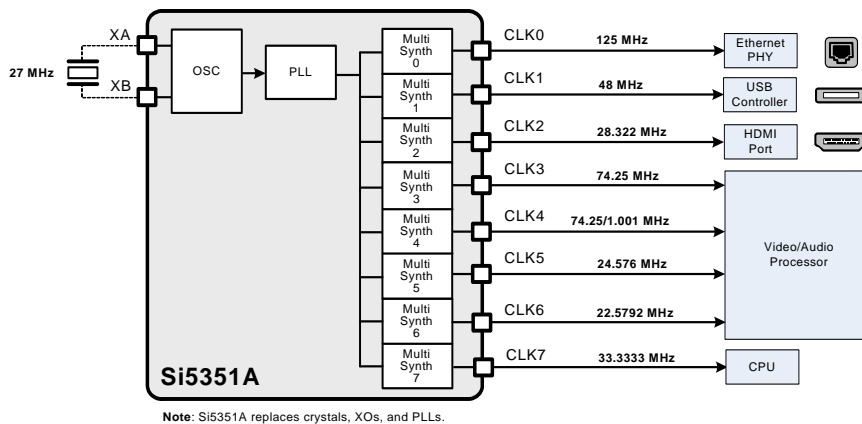 XA
27 MHz
XB
OSC
PLL
Multi
Synth
0
Multi
Synth
1
Multi
Synth
2
Multi
Synth
3
Multi
Synth
4
Multi
Synth
5
Multi
Synth
6
Multi
Synth
7
CLK0
125 MHz
Ethernet
PHY
CLK1
48 MHz
USB
Controller
CLK2
28.322 MHz
HDMI
Port
CLK3
74.25 MHz
CLK4
74.25/1.001 MHz
CLK5
24.576 MHz
CLK6
22.5792 MHz
Video/Audio
Processor
CLK7
33.3333 MHz
CPU
Si5351A
Note: Si5351A replaces crystals, XOs, and PLLs.